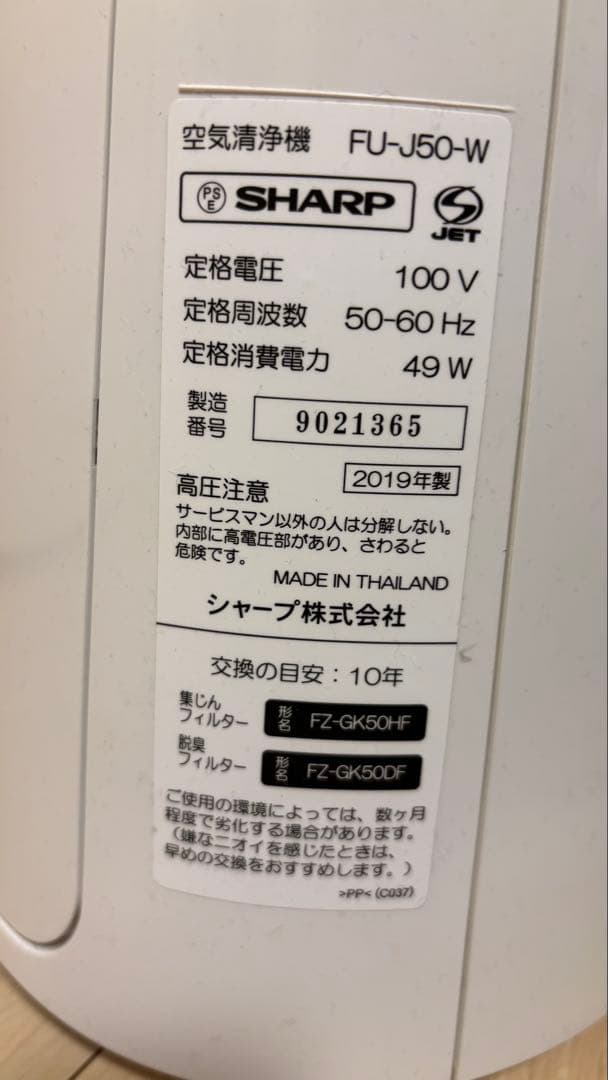 空気清浄機 FU-J50-W
PS E SHARP JET
定格電圧 100 V
定格周波数 50-60 Hz
定格消費電力 49 W
製造番号 9021365
2019年製
高圧注意
サービスマン以外の人は分解しない。
内部に高電圧部があり、さわると
危険です。
MADE IN THAILAND
シャープ株式会社
交換の目安：10年
集じん
フィルター 形名 FZ-GK50HF
脱臭
フィルター 形名 FZ-GK50DF
ご使用の環境によっては、数ヶ月
程度で劣化する場合があります。
（嫌なニオイを感じたときは、
早めの交換をおすすめします。）
>PP< (C037)